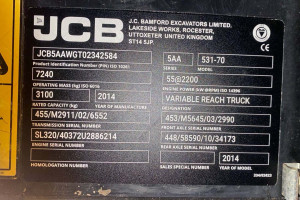 JCB
J.C. BAMFORD EXCAVATORS LIMITED.
LAKESIDE WORKS, ROCESTER,
UTTOXETER UNITED KINGDOM
ST14 5JP.
JCB5AAWGT02342584
5AA
531-70
Product Identification Number (PIN) ISO 10261
7240
55@2200
OPERATING MASS (kg) ISO 6016
ENGINE POWER (kW @ RPM) ISO 14396
3100
2014
VARIABLE REACH TRUCK
RATED CAPACITY (kg)
YEAR OF MANUFACTURE
455/M2911/02/6552
453/M5645/03/2990
TRANSMISSION SERIAL NUMBER
FRONT AXLE SERIAL NUMBER
SL320/40372U2886214
448/58590/10/34173
ENGINE SERIAL NUMBER
REAR AXLE SERIAL NUMBER
2014
HOMOLOGATION NUMBER
SALES SPECIAL NUMBER
MODEL YEAR